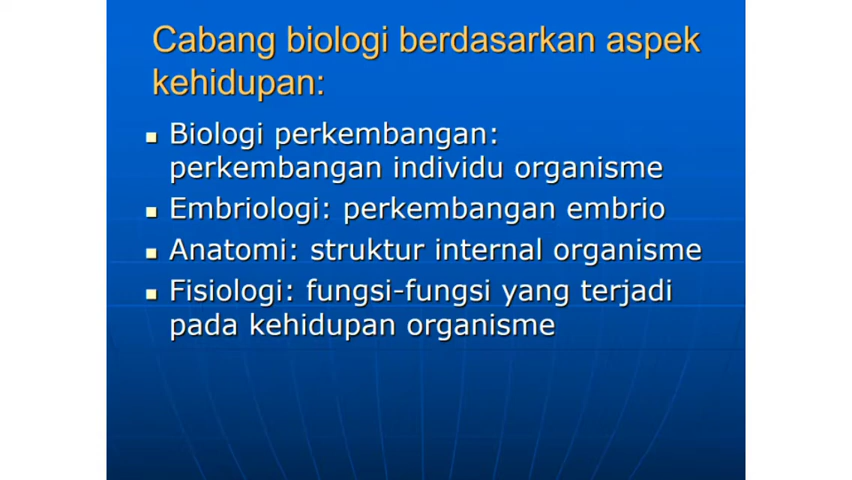 Cabang biologi berdasarkan aspek
kehidupan:
Biologi perkembangan:
perkembangan individu organisme
Embriologi: perkembangan embrio
Anatomi: struktur internal organisme
Fisiologi: fungsi-fungsi yang terjadi
pada kehidupan organisme